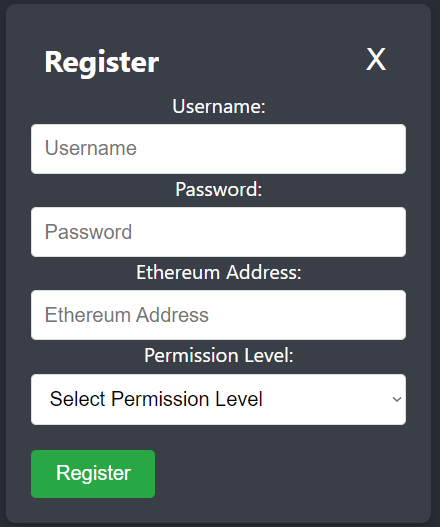 Register X
Username:
Username
Password:
Password
Ethereum Address:
Ethereum Address
Permission Level:
Select Permission Level
Register